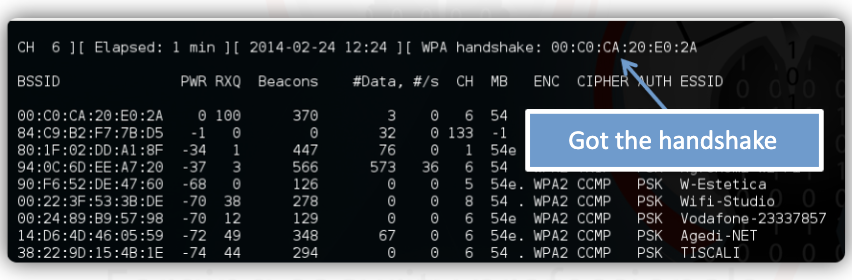 CH 6 ][ Elapsed: 1 min ][ 2014-02-24 12:24 ][ WPA handshake: 00:C0:CA:20:E0:2A
BSSID PWR RXQ Beacons #Data, #/s CH MB ENC CIPHER AUTH ESSID
00:C0:CA:20:E0:2A 0 100 370 3 0 6 54
84:C9:B2:F7:7B:D5 -1 0 0 32 0 133 -1
Got the handshake
80:1F:02:DD:A1:8F -34 1 447 76 0 1 54e
94:0C:6D:EE:A7:20 -37 3 566 573 36 6 54
90:F6:52:DE:47:60 -68 0 126 0 0 5 54e. WPA2 CCMP PSK W-Estetica
00:22:3F:53:3B:DE -70 38 278 0 0 8 54 . WPA2 CCMP PSK Wifi-Studio
00:24:89:B9:57:98 -70 12 129 0 0 6 54e WPA2 CCMP PSK Vodafone-23337857
14:D6:4D:46:05:59 -72 49 348 67 0 6 54e. WPA2 CCMP PSK Agedi-NET
38:22:9D:15:4B:1E -74 44 294 0 0 6 54 . WPA2 CCMP PSK TISCALI